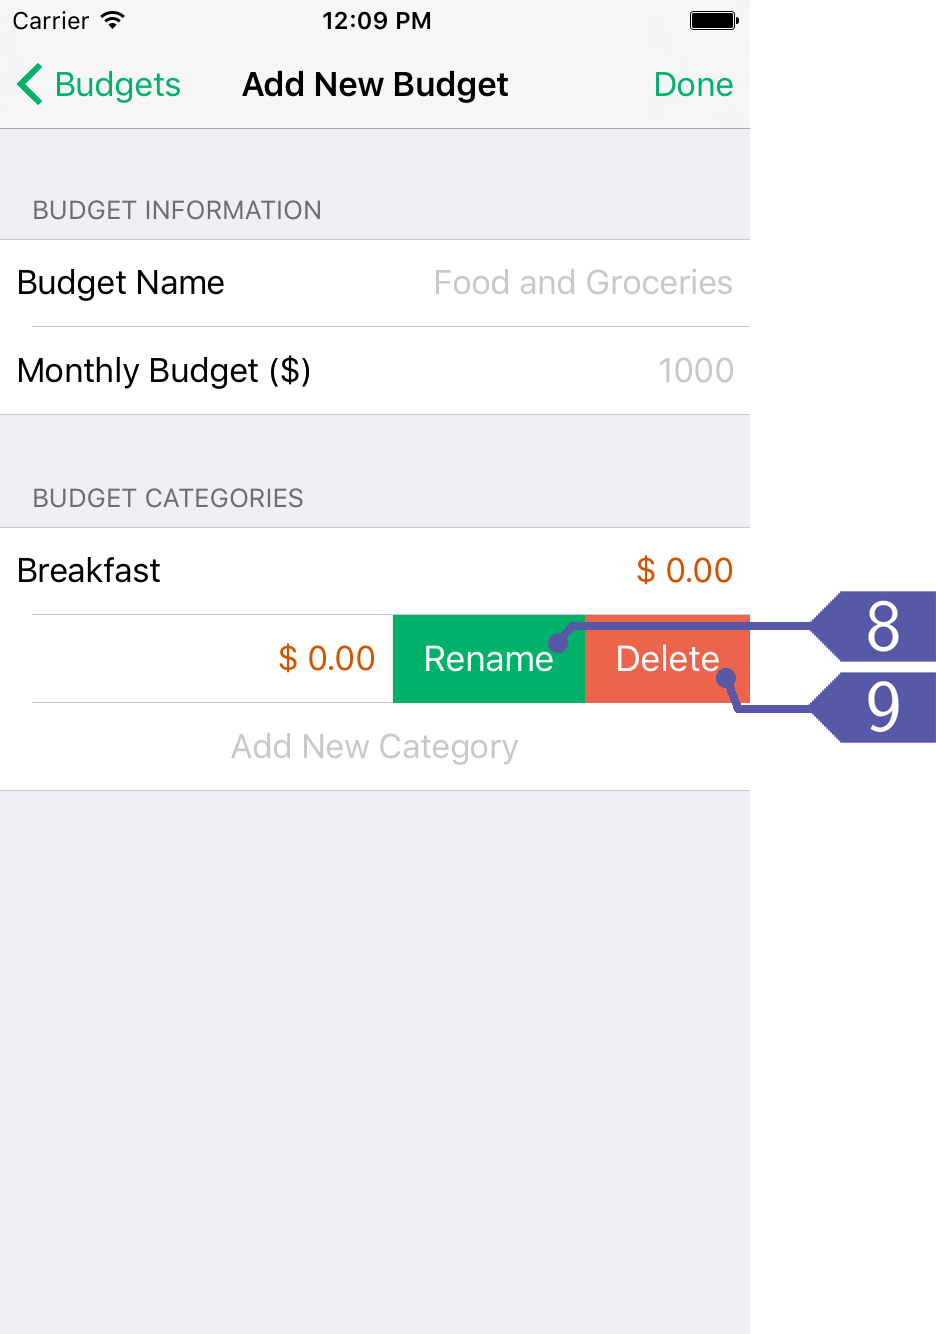 Carrier 12:09 PM
Budgets Add New Budget Done
BUDGET INFORMATION
Budget Name Food and Groceries
Monthly Budget ($) 1000
BUDGET CATEGORIES
Breakfast $ 0.00
$ 0.00 Rename Delete 8
9
Add New Category